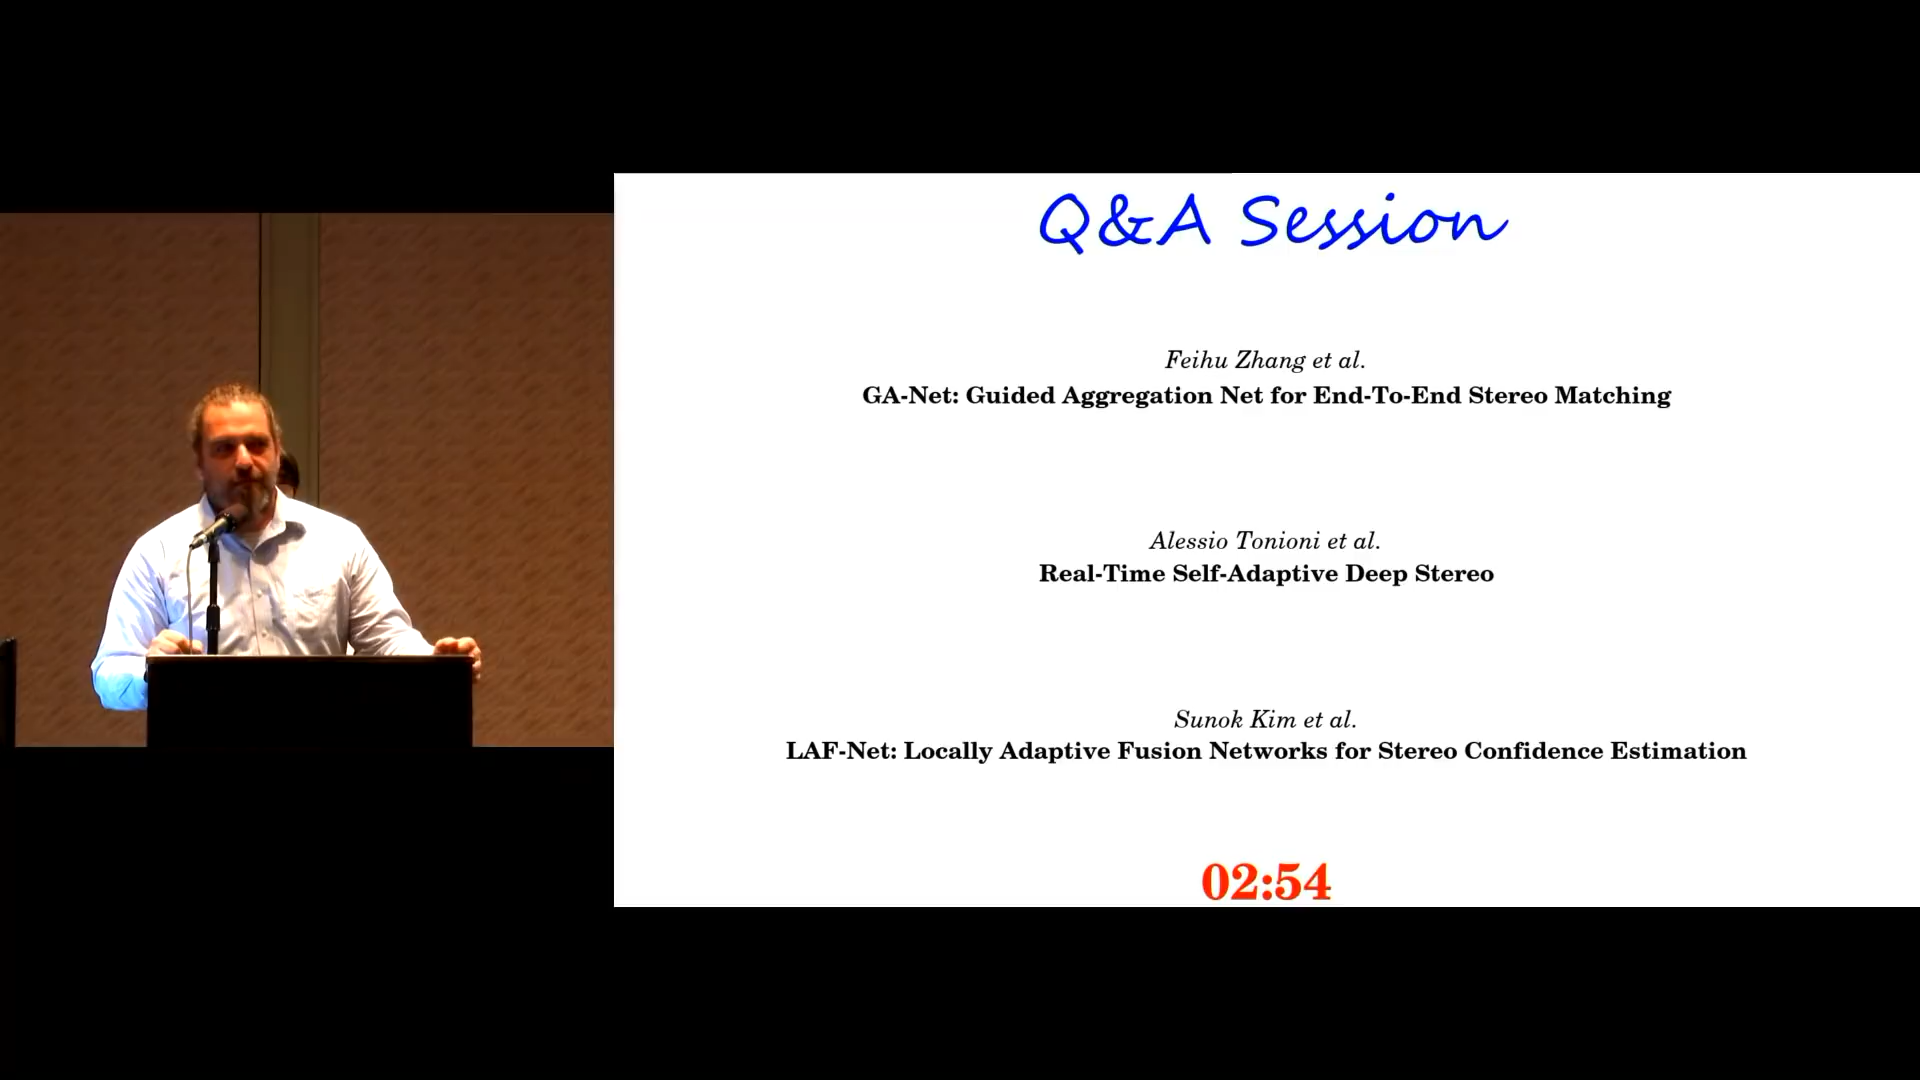 Q&A Session
Feihu Zhang et al.
GA-Net: Guided Aggregation Net for End-To-End Stereo Matching
Alessio Tonioni et al.
Real-Time Self-Adaptive Deep Stereo
Sunok Kim et al.
LAF-Net: Locally Adaptive Fusion Networks for Stereo Confidence Estimation
02:54